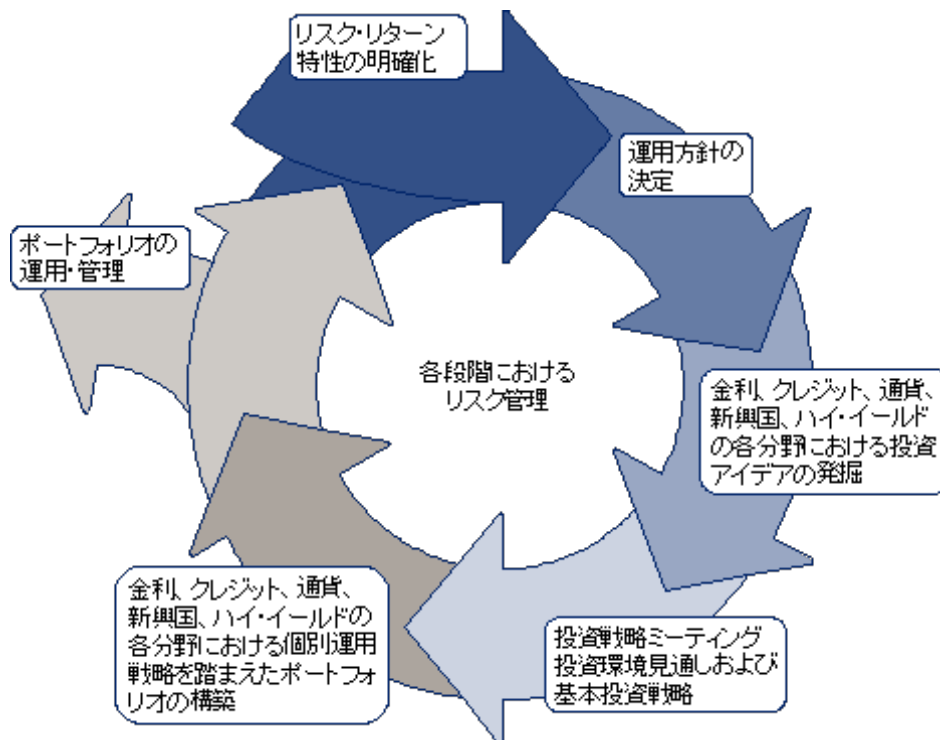 リスク・リターン
特性の明確化
運用方針の
決定
金利、クレジット、通貨、
新興国、ハイ・イールド
の各分野における投資
アイデアの発掘
投資戦略ミーティング
投資環境見通しおよび
基本投資戦略
金利、クレジット、通貨、
新興国、ハイ・イールドの
各分野における個別運用
戦略を踏まえたポートフォ
リオの構築
ポートフォリオの
運用・管理
各段階における
リスク管理